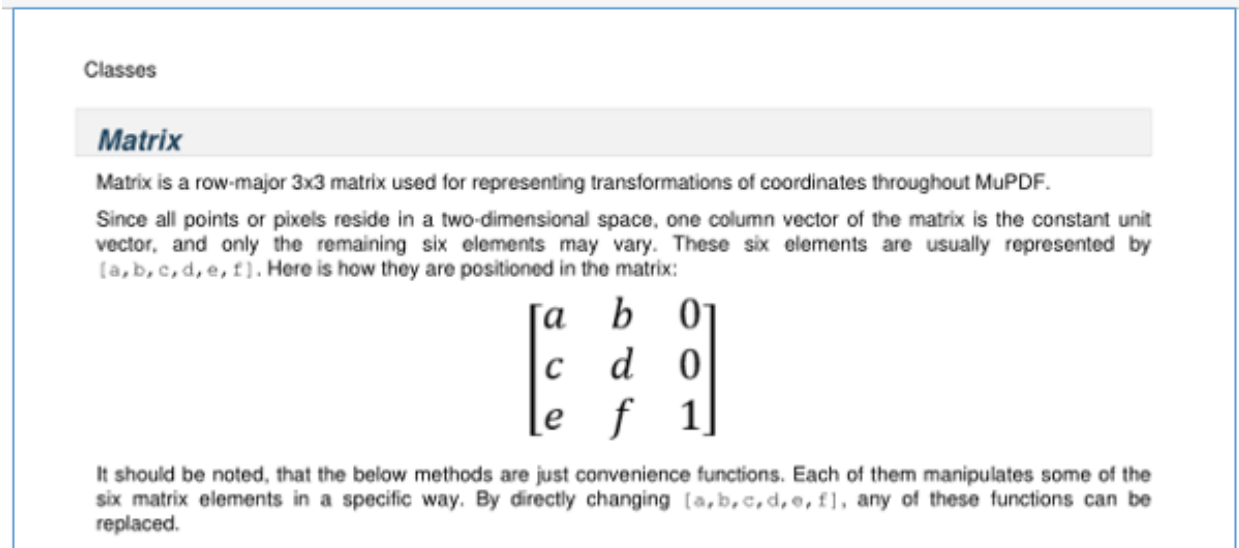 Classes
Matrix
Matrix is a row-major 3x3 matrix used for representing transformations of coordinates throughout MuPDF.
Since all points or pixels reside in a two-dimensional space, one column vector of the matrix is the constant unit
vector, and only the remaining six elements may vary. These six elements are usually represented by
[a,b,c,d,e,f]. Here is how they are positioned in the matrix:
a b 0
c d 0
e f 1
It should be noted, that the below methods are just convenience functions. Each of them manipulates some of the
six matrix elements in a specific way. By directly changing [a,b,c,d,e,f], any of these functions can be
replaced.